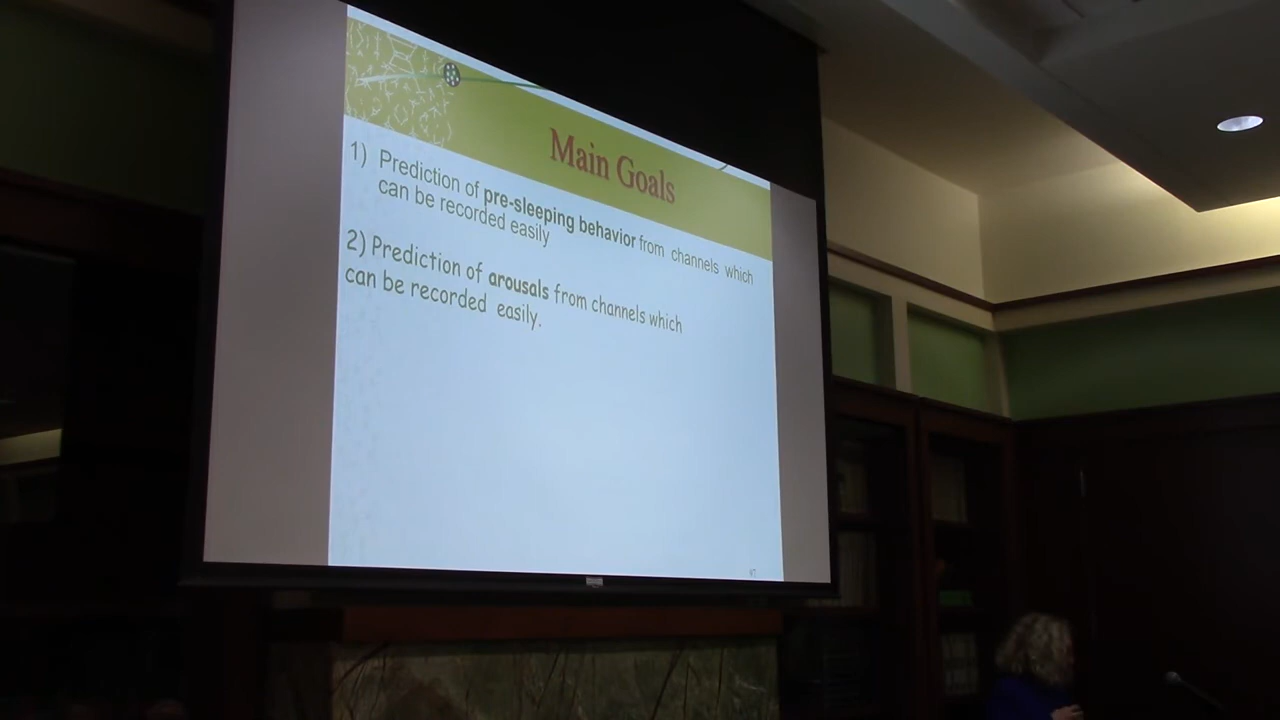 Main Goals
1) Prediction of pre-sleeping behavior from channels which
can be recorded easily
2) Prediction of arousals from channels which
can be recorded easily.